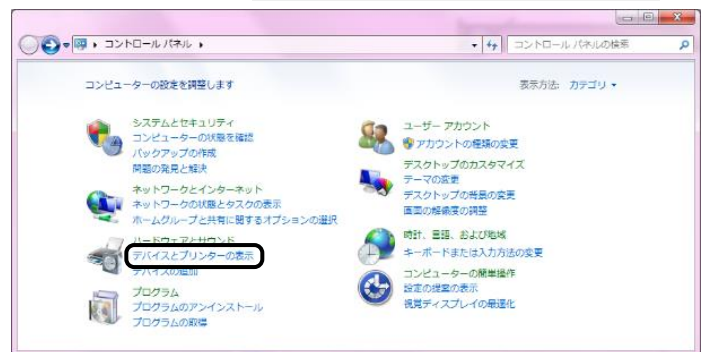 コントロール パネル
コントロール パネルの検索
コンピューターの設定を調整します
表示方法: カテゴリ
システムとセキュリティ
コンピューターの状態を確認
バックアップの作成
問題の発見と解決
ネットワークとインターネット
ネットワークの状態とタスクの表示
ホームグループと共有に関するオプションの選択
ハードウェアとサウンド
デバイスとプリンターの表示
デバイスの追加
プログラム
プログラムのアンインストール
プログラムの取得
ユーザー アカウント
アカウントの種類の変更
デスクトップのカスタマイズ
テーマの変更
デスクトップの背景の変更
画面の解像度の調整
時計、言語、および地域
キーボードまたは入力方法の変更
コンピューターの簡単操作
設定の提案の表示
視覚ディスプレイの最適化